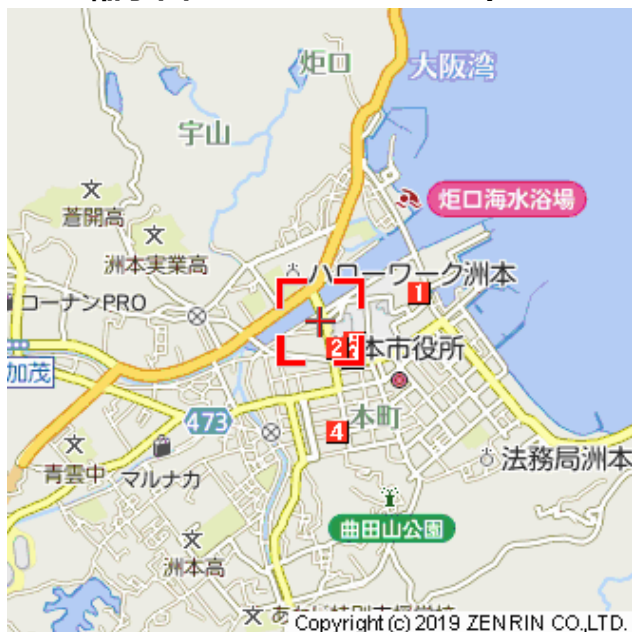 炬口
大阪湾
宇山
蒼開高
炬口海水浴場
洲本実業高
ハローワーク洲本
コーナンPRO
1
2
本市役所
加茂
473
4
本町
青雲中
マルナカ
法務局洲本
曲田山公園
洲本高
Copyright (c) 2019 ZENRIN CO.,LTD.